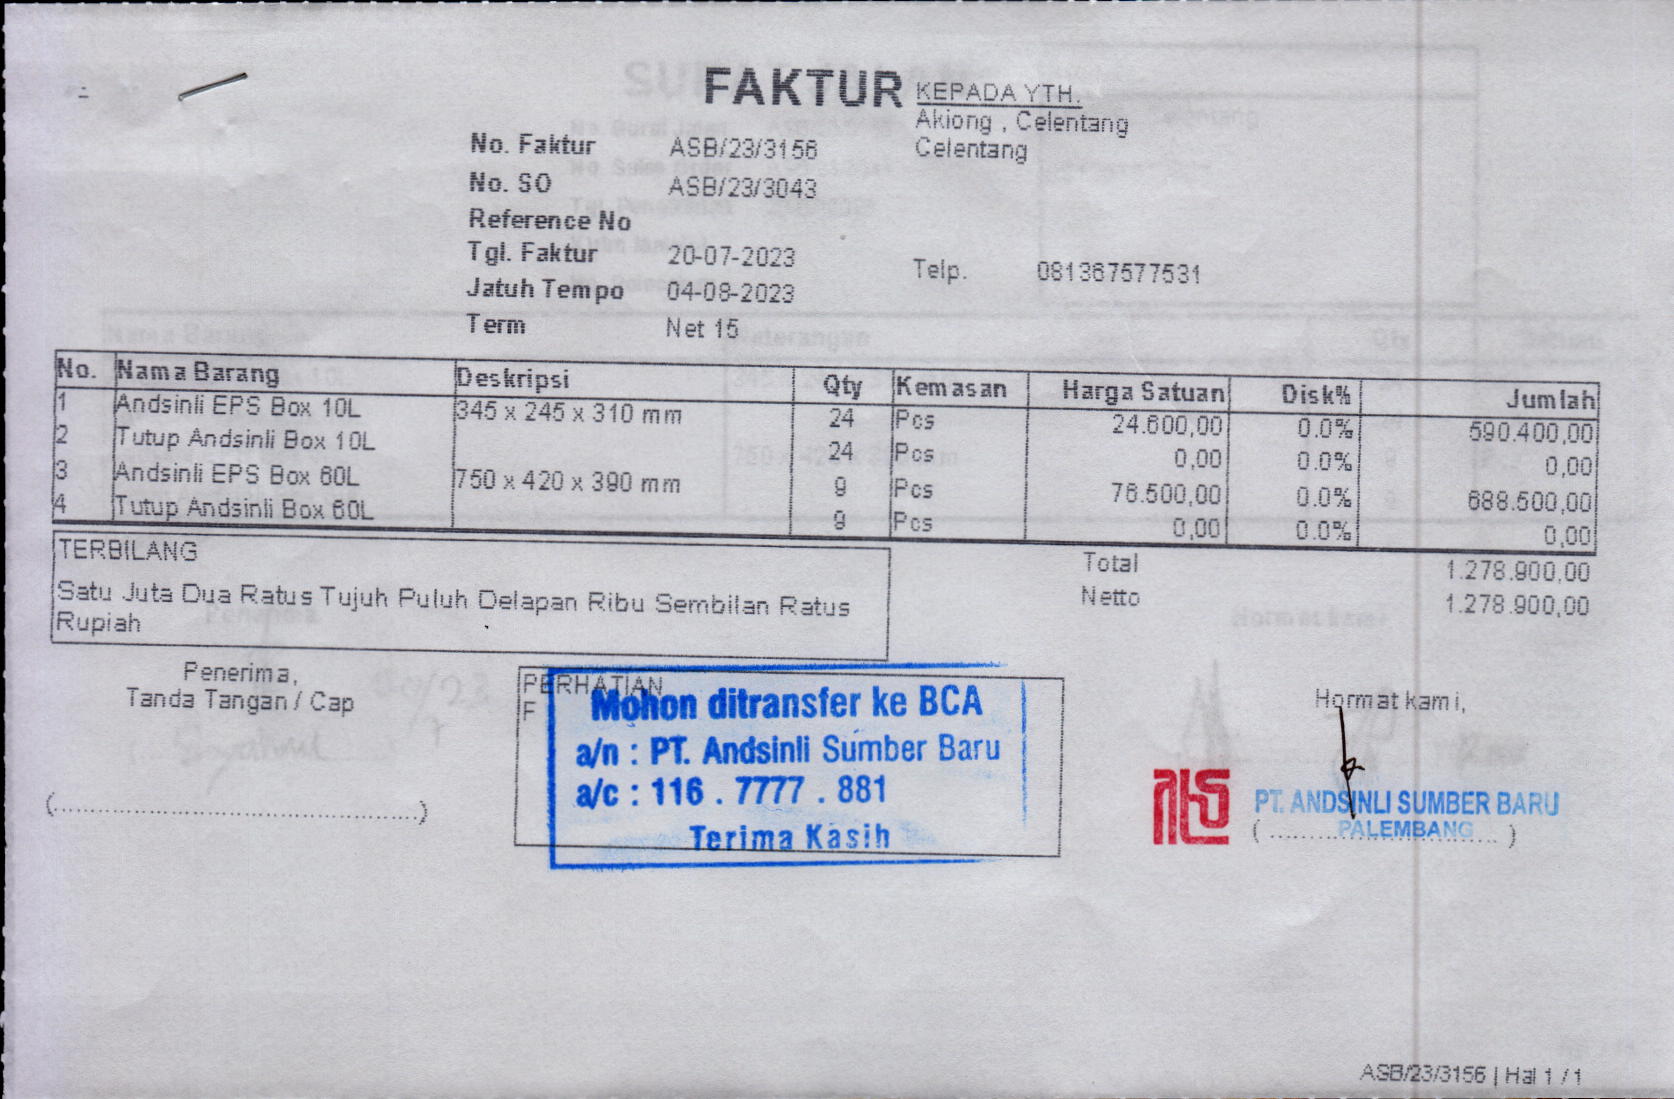 FAKTUR
KEPADA YTH.
Akiong , Celentang
Celentang
No. Faktur ASB/23/3156
No. SO ASB/23/3043
Reference No
Tgl. Faktur 20-07-2023
Telp. 081367577531
Jatuh Tempo 04-08-2023
Term Net 15
No. Nama Barang Deskripsi Qty Kemasan Harga Satuan Disk% Jumlah
1 Andsinli EPS Box 10L 345 x 245 x 310 mm 24 Pcs 24.600,00 0.0% 590.400,00
2 Tutup Andsinli Box 10L 24 Pcs 0,00 0.0% 0,00
3 Andsinli EPS Box 60L 750 x 420 x 390 mm 9 Pcs 76.500,00 0.0% 688.500,00
4 Tutup Andsinli Box 60L 9 Pcs 0,00 0.0% 0,00
TERBILANG
Satu Juta Dua Ratus Tujuh Puluh Delapan Ribu Sembilan Ratus
Rupiah
Total 1.278.900,00
Netto 1.278.900,00
Penerima,
Tanda Tangan / Cap
(................................................)
PERHATIAN
F
Mohon ditransfer ke BCA
a/n : PT. Andsinli Sumber Baru
a/c : 116 . 7777 . 881
Terima Kasih
Hormat kami,
PT. ANDSINLI SUMBER BARU
PALEMBANG
(................................)
ASB/23/3156 | Hal 1 / 1